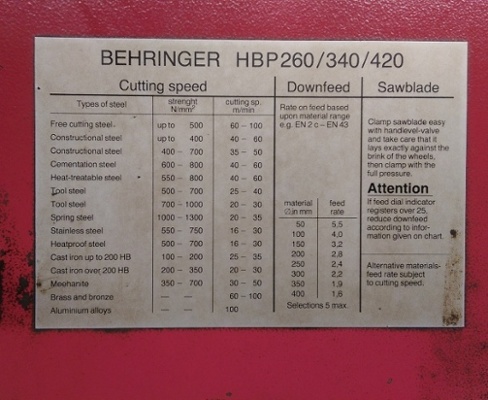 BEHRINGER HBP260/340/420
Cutting speed Downfeed Sawblade
Types of steel strenght N/mm² cutting sp. m/min
Free cutting steel up to 500 60 – 100
Constructional steel up to 400 40 – 60
Constructional steel 400 – 700 35 – 50
Cementation steel 600 – 800 40 – 60
Heat-treatable steel 550 – 800 40 – 60
Tool steel 500 – 700 25 – 40
Tool steel 700 – 1000 20 – 30
Spring steel 1000 – 1300 20 – 35
Stainless steel 550 – 750 16 – 30
Heatproof steel 500 – 700 16 – 30
Cast iron up to 200 HB 100 – 200 25 – 35
Cast iron over 200 HB 200 – 350 20 – 30
Meehanite 350 – 700 30 – 50
Brass and bronze — — 60 – 100
Aluminium alloys — — 100
Rate on feed based
upon material range
e.g. EN 2 c – EN 43
material ∅ in mm feed rate
50 5,5
100 4,0
150 3,2
200 2,8
250 2,4
300 2,2
350 1,9
400 1,6
Selections 5 max.
Clamp sawblade easy
with handlevel-valve
and take care that it
lays exactly against the
brink of the wheels,
then clamp with the
full pressure.
Attention
If feed dial indicator
registers over 25,
reduce downfeed
according to infor-
mation given on chart.
Alternative materials-
feed rate subject
to cutting speed.